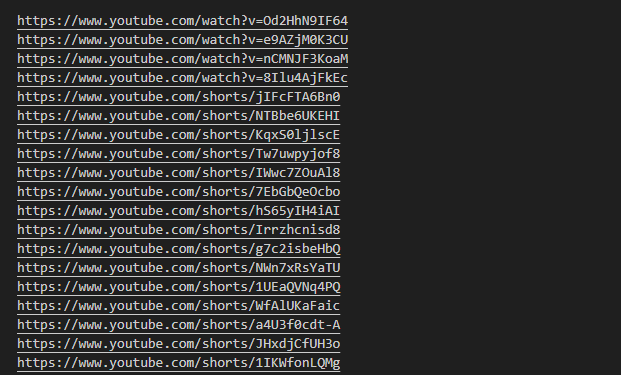 https://www.youtube.com/watch?v=Od2HhN9IF64
https://www.youtube.com/watch?v=e9AZjM0K3CU
https://www.youtube.com/watch?v=nCMNJF3KoaM
https://www.youtube.com/watch?v=8Ilu4AjFkEc
https://www.youtube.com/shorts/jIFcFTA6Bn0
https://www.youtube.com/shorts/NTBbe6UKEHI
https://www.youtube.com/shorts/KqxS0ljlscE
https://www.youtube.com/shorts/Tw7uwpyjof8
https://www.youtube.com/shorts/IWwc7ZOuAl8
https://www.youtube.com/shorts/7EbGbQeOcbo
https://www.youtube.com/shorts/hS65yIH4iAI
https://www.youtube.com/shorts/Irrzhcnisd8
https://www.youtube.com/shorts/g7c2isbeHbQ
https://www.youtube.com/shorts/NWn7xRsYaTU
https://www.youtube.com/shorts/1UEaQVNq4PQ
https://www.youtube.com/shorts/WfAlUKaFaic
https://www.youtube.com/shorts/a4U3f0cdt-A
https://www.youtube.com/shorts/JHxdjCfUH3o
https://www.youtube.com/shorts/1IKWfonLQMg